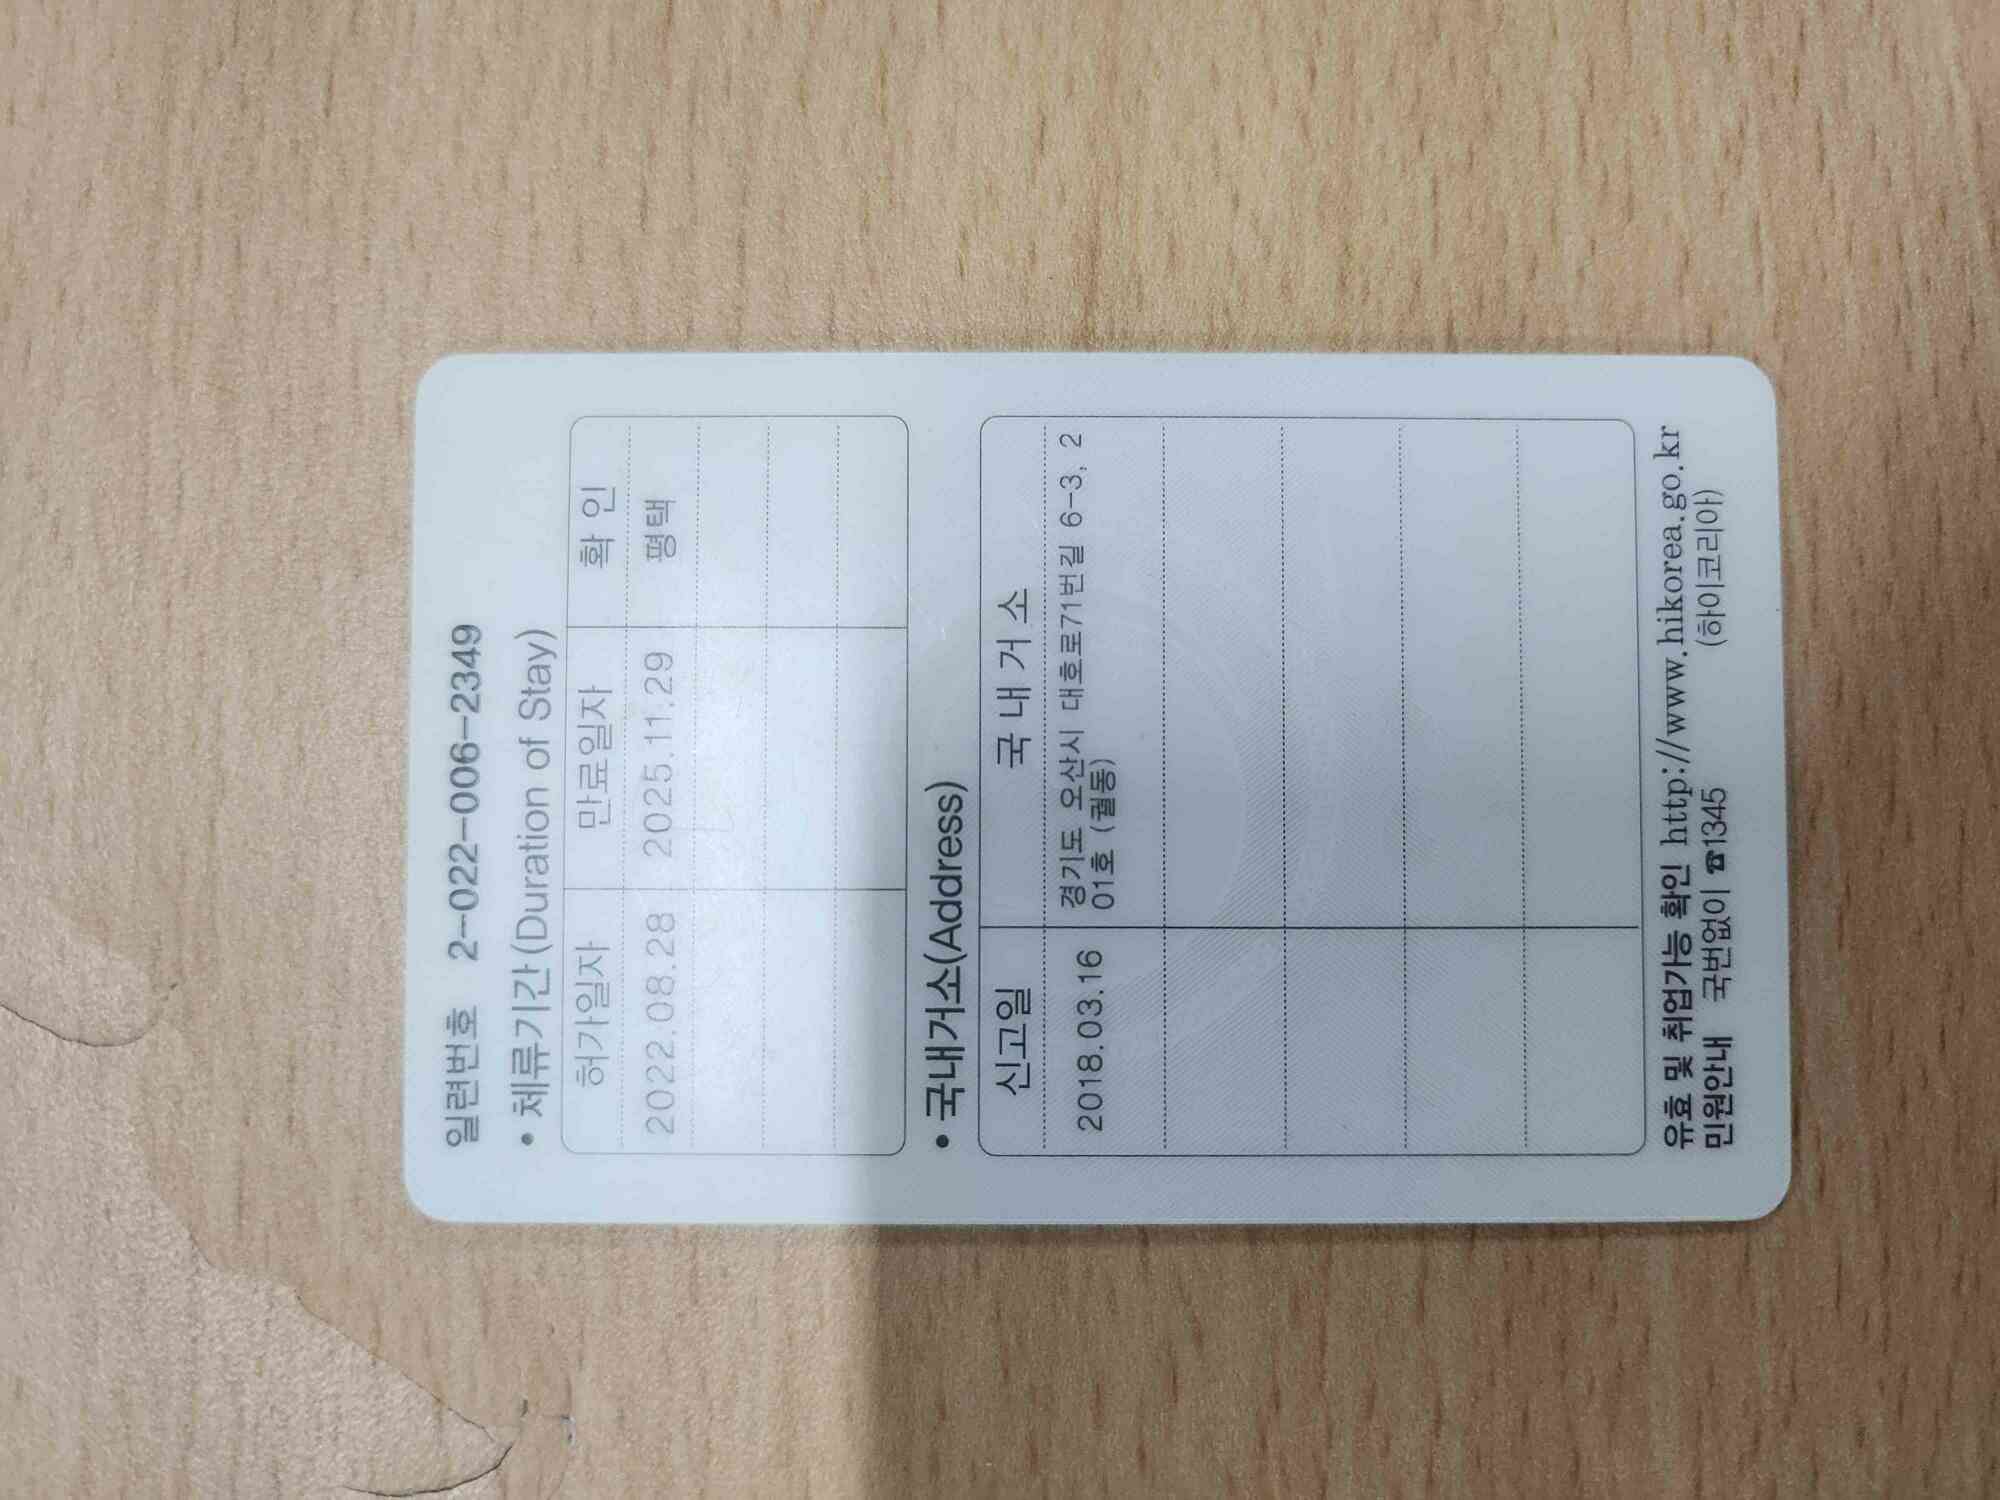 일련번호 2-022-006-2349
• 체류기간(Duration of Stay)
허가일자 만료일자 확 인
2022.08.28 2025.11.29 평택
• 국내거소(Address)
신고일 국 내 거 소
2018.03.16 경기도 오산시 대호로71번길 6-3, 2
01호 (궐동)
유효 및 취업가능 확인 http://www.hikorea.go.kr
민원안내 국번없이 ☎1345 (하이코리아)